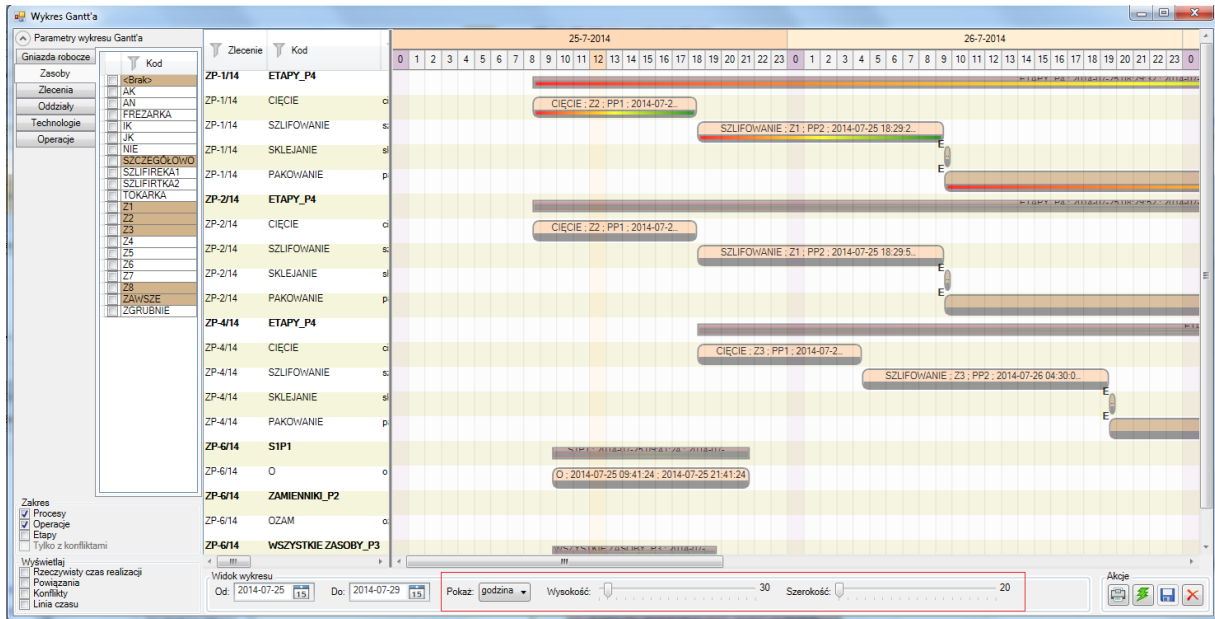 Wykres Gantt'a
Parametry wykresu Gantt'a
Gniazda robocze
Zasoby
Zlecenia
Oddziały
Technologie
Operacje
Kod
<Brak>
AK
AN
FREZARKA
IK
JK
NIE
SZCZEGÓŁOWO
SZLIFIREKA1
SZLIFIRTKA2
TOKARKA
Z1
Z2
Z3
Z4
Z5
Z6
Z7
Z8
ZAWSZE
ZGRUBNIE
Zakres
Procesy
Operacje
Etapy
Tylko z konfliktami
Wyświetlaj
Rzeczywisty czas realizacji
Powiązania
Konflikty
Linia czasu
Zlecenie Kod
25-7-2014 26-7-2014
0 1 2 3 4 5 6 7 8 9 10 11 12 13 14 15 16 17 18 19 20 21 22 23 0 1 2 3 4 5 6 7 8 9 10 11 12 13 14 15 16 17 18 19 20 21 22 23 0
ZP-1/14 ETAPY_P4
ZP-1/14 CIĘCIE ci CIĘCIE ; Z2 ; PP1 ; 2014-07-2...
ZP-1/14 SZLIFOWANIE s SZLIFOWANIE ; Z1 ; PP2 ; 2014-07-25 18:29:2...
ZP-1/14 SKLEJANIE sl E
ZP-1/14 PAKOWANIE p E
ZP-2/14 ETAPY_P4
ZP-2/14 CIĘCIE ci CIĘCIE ; Z2 ; PP1 ; 2014-07-2...
ZP-2/14 SZLIFOWANIE s SZLIFOWANIE ; Z1 ; PP2 ; 2014-07-25 18:29:5...
ZP-2/14 SKLEJANIE sl E
ZP-2/14 PAKOWANIE p E
ZP-4/14 ETAPY_P4
ZP-4/14 CIĘCIE ci CIĘCIE ; Z3 ; PP1 ; 2014-07-2...
ZP-4/14 SZLIFOWANIE s SZLIFOWANIE ; Z3 ; PP2 ; 2014-07-26 04:30:0...
ZP-4/14 SKLEJANIE sl E
ZP-4/14 PAKOWANIE p E
ZP-6/14 S1P1
ZP-6/14 O o O ; 2014-07-25 09:41:24 ; 2014-07-25 21:41:24
ZP-6/14 ZAMIENNIKI_P2
ZP-6/14 OZAM o
ZP-6/14 WSZYSTKIE ZASOBY_P3
Widok wykresu
Od: 2014-07-25 15 Do: 2014-07-29 15 Pokaż: godzina Wysokość: 30 Szerokość: 20
Akcje